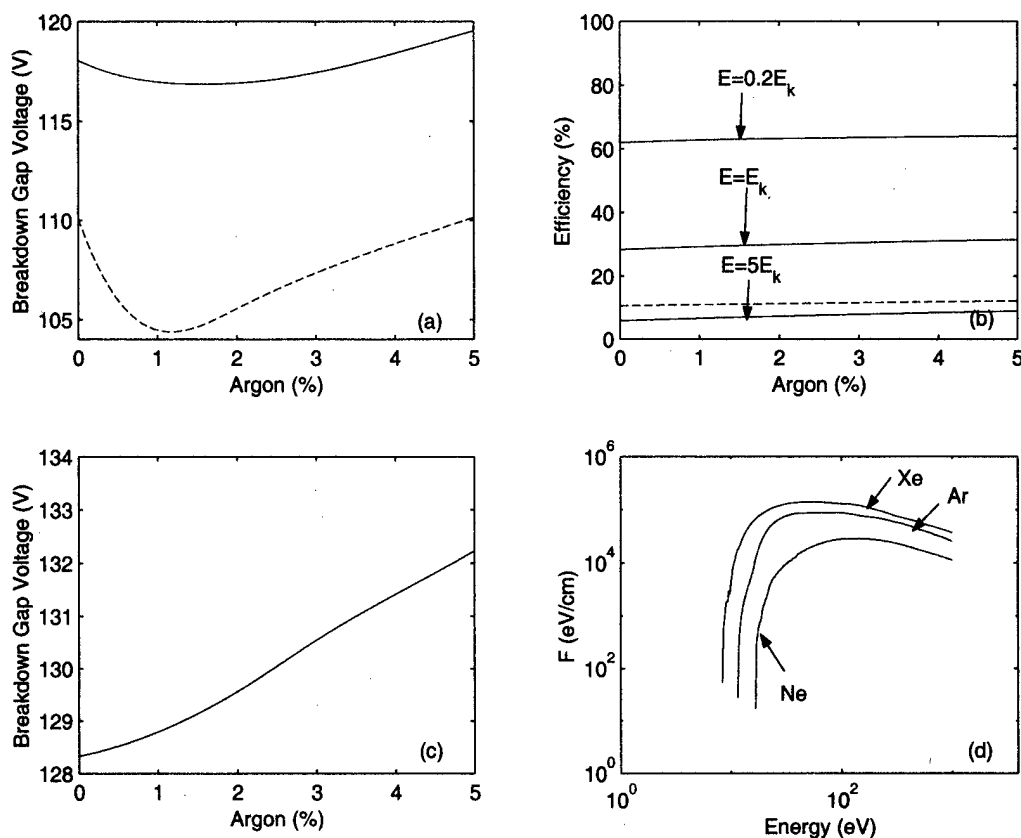 120
115
110
105
Breakdown Gap Voltage (V)
(a)
0 1 2 3 4 5
Argon (%)
100
80
60
40
20
0
Efficiency (%)
E=0.2E_k
E=E_k
E=5E_k
(b)
0 1 2 3 4 5
Argon (%)
134
133
132
131
130
129
128
Breakdown Gap Voltage (V)
(c)
0 1 2 3 4 5
Argon (%)
10^6
10^4
10^2
10^0
F (eV/cm)
Xe
Ar
Ne
(d)
10^0 10^2
Energy (eV)